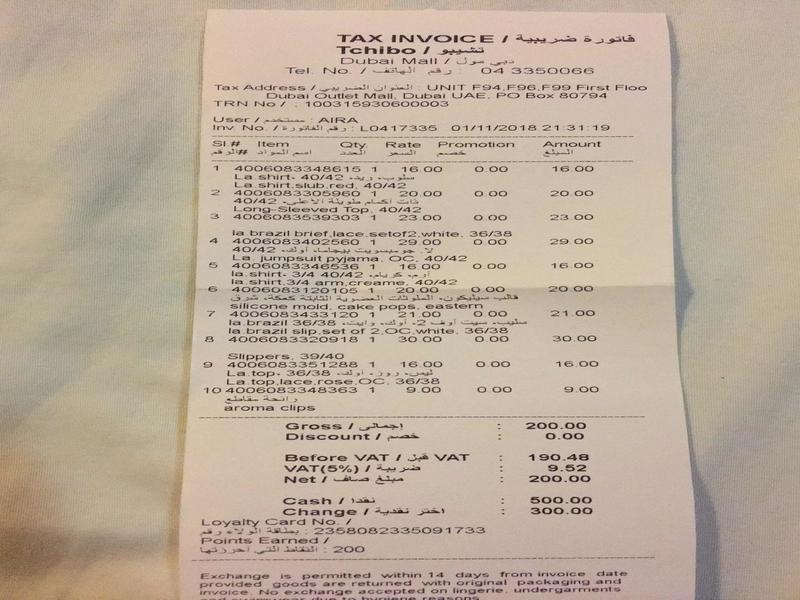 TAX INVOICE / فاتورة ضريبية
Tchibo / تشيبو
Dubai Mall / دبي مول
Tel. No. / رقم الهاتف : 04 3350066
Tax Address / العنوان الضريبي : UNIT F94,F96,F99 First Floo
Dubai Outlet Mall, Dubai UAE, PO Box 80794
TRN No / : 100315930600003
User / مستخدم : AIRA
Inv. No. / رقم الفاتورة : L0417335 01/11/2018 21:31:19
Sl.# Item Qty. Rate Promotion Amount
الرقم# اسم المواد العدد السعر خصم المبلغ
1 4006083348615 1 16.00 0.00 16.00
La.shirt- 40/42
La.shirt,slub,red, 40/42
2 4006083305960 1 20.00 0.00 20.00
ذات أكمام طويلة الاعلى، 40/42
Long-Sleeved Top, 40/42
3 4006083539303 1 23.00 0.00 23.00
la brazil brief,lace,setof2,white, 36/38
4 4006083402560 1 29.00 0.00 29.00
40/42
La. jumpsuit pyjama, OC, 40/42
5 4006083346536 1 16.00 0.00 16.00
la.shirt- 3/4 40/42
la.shirt,3/4 arm,creame, 40/42
6 4006083120105 1 20.00 0.00 20.00
silicone mold, cake pops, eastern
7 4006083433120 1 21.00 0.00 21.00
la.brazil 36/38
la brazil slip,set of 2,OC,white, 36/38
8 4006083320918 1 30.00 0.00 30.00
Slippers, 39/40
9 4006083351288 1 16.00 0.00 16.00
La.top- 36/38
La.top,lace,rose,OC, 36/38
10 4006083348363 1 9.00 0.00 9.00
رائحة مقاطع
aroma clips
Gross / إجمالى : 200.00
Discount / خصم : 0.00
Before VAT / قبل VAT : 190.48
VAT(5%) / ضريبة : 9.52
Net / مبلغ صاف : 200.00
Cash / نقدا : 500.00
Change / اختر نقدية : 300.00
Loyalty Card No. /
بطاقة الولاء رقم : 2358082335091733
Points Earned /
النقاط التي أحرزتها : 200
Exchange is permitted within 14 days from invoice date
provided goods are returned with original packaging and
invoice. No exchange accepted on lingerie, undergarments